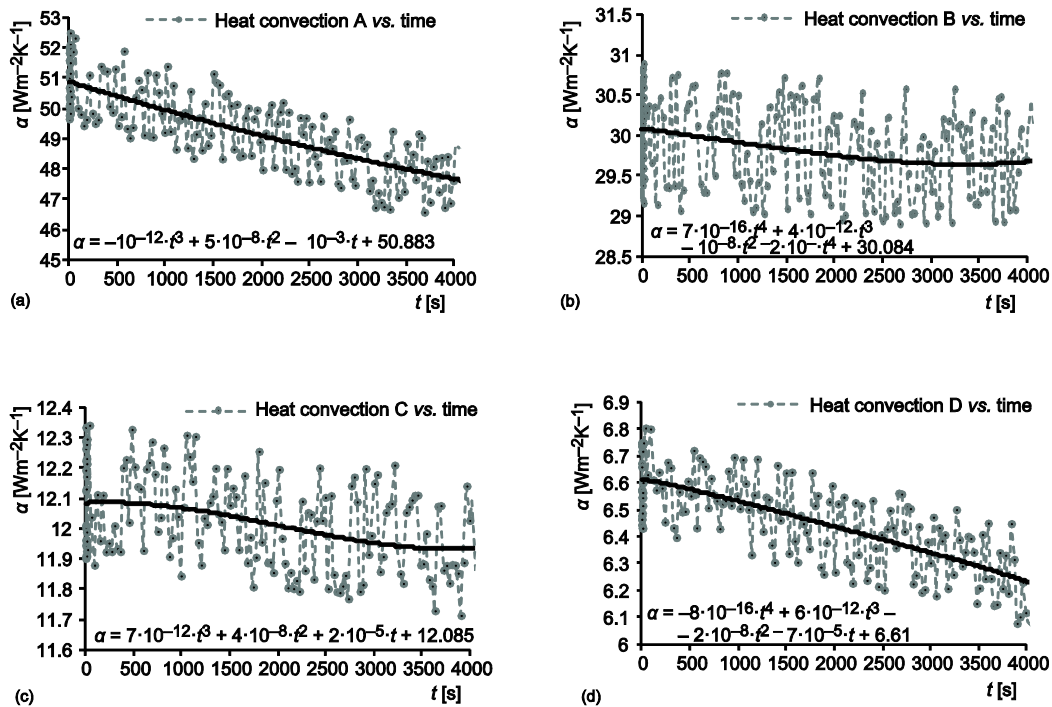 Heat convection A vs. time
α [Wm–2K–1]
53
52
51
50
49
48
47
46
45
α = –10–12·t3 + 5·10–8·t2 – 10–3·t + 50.883
0 500 1000 1500 2000 2500 3000 3500 4000
t [s]
(a)
Heat convection B vs. time
α [Wm–2K–1]
31.5
31
30.5
30
29.5
29
28.5
α = 7·10–16·t4 + 4·10–12·t3
– 10–8·t2 –2·10–·t4 + 30.084
0 500 1000 1500 2000 2500 3000 3500 4000
t [s]
(b)
Heat convection C vs. time
α [Wm–2K–1]
12.4
12.3
12.2
12.1
12
11.9
11.8
11.7
11.6
α = 7·10–12·t3 + 4·10–8·t2 + 2·10–5·t + 12.085
0 500 1000 1500 2000 2500 3000 3500 4000
t [s]
(c)
Heat convection D vs. time
α [Wm–2K–1]
6.9
6.8
6.7
6.6
6.5
6.4
6.3
6.2
6.1
6
α = –8·10–16·t4 + 6·10–12·t3 –
– 2·10–8·t2 – 7·10–5·t + 6.61
0 500 1000 1500 2000 2500 3000 3500 4000
t [s]
(d)